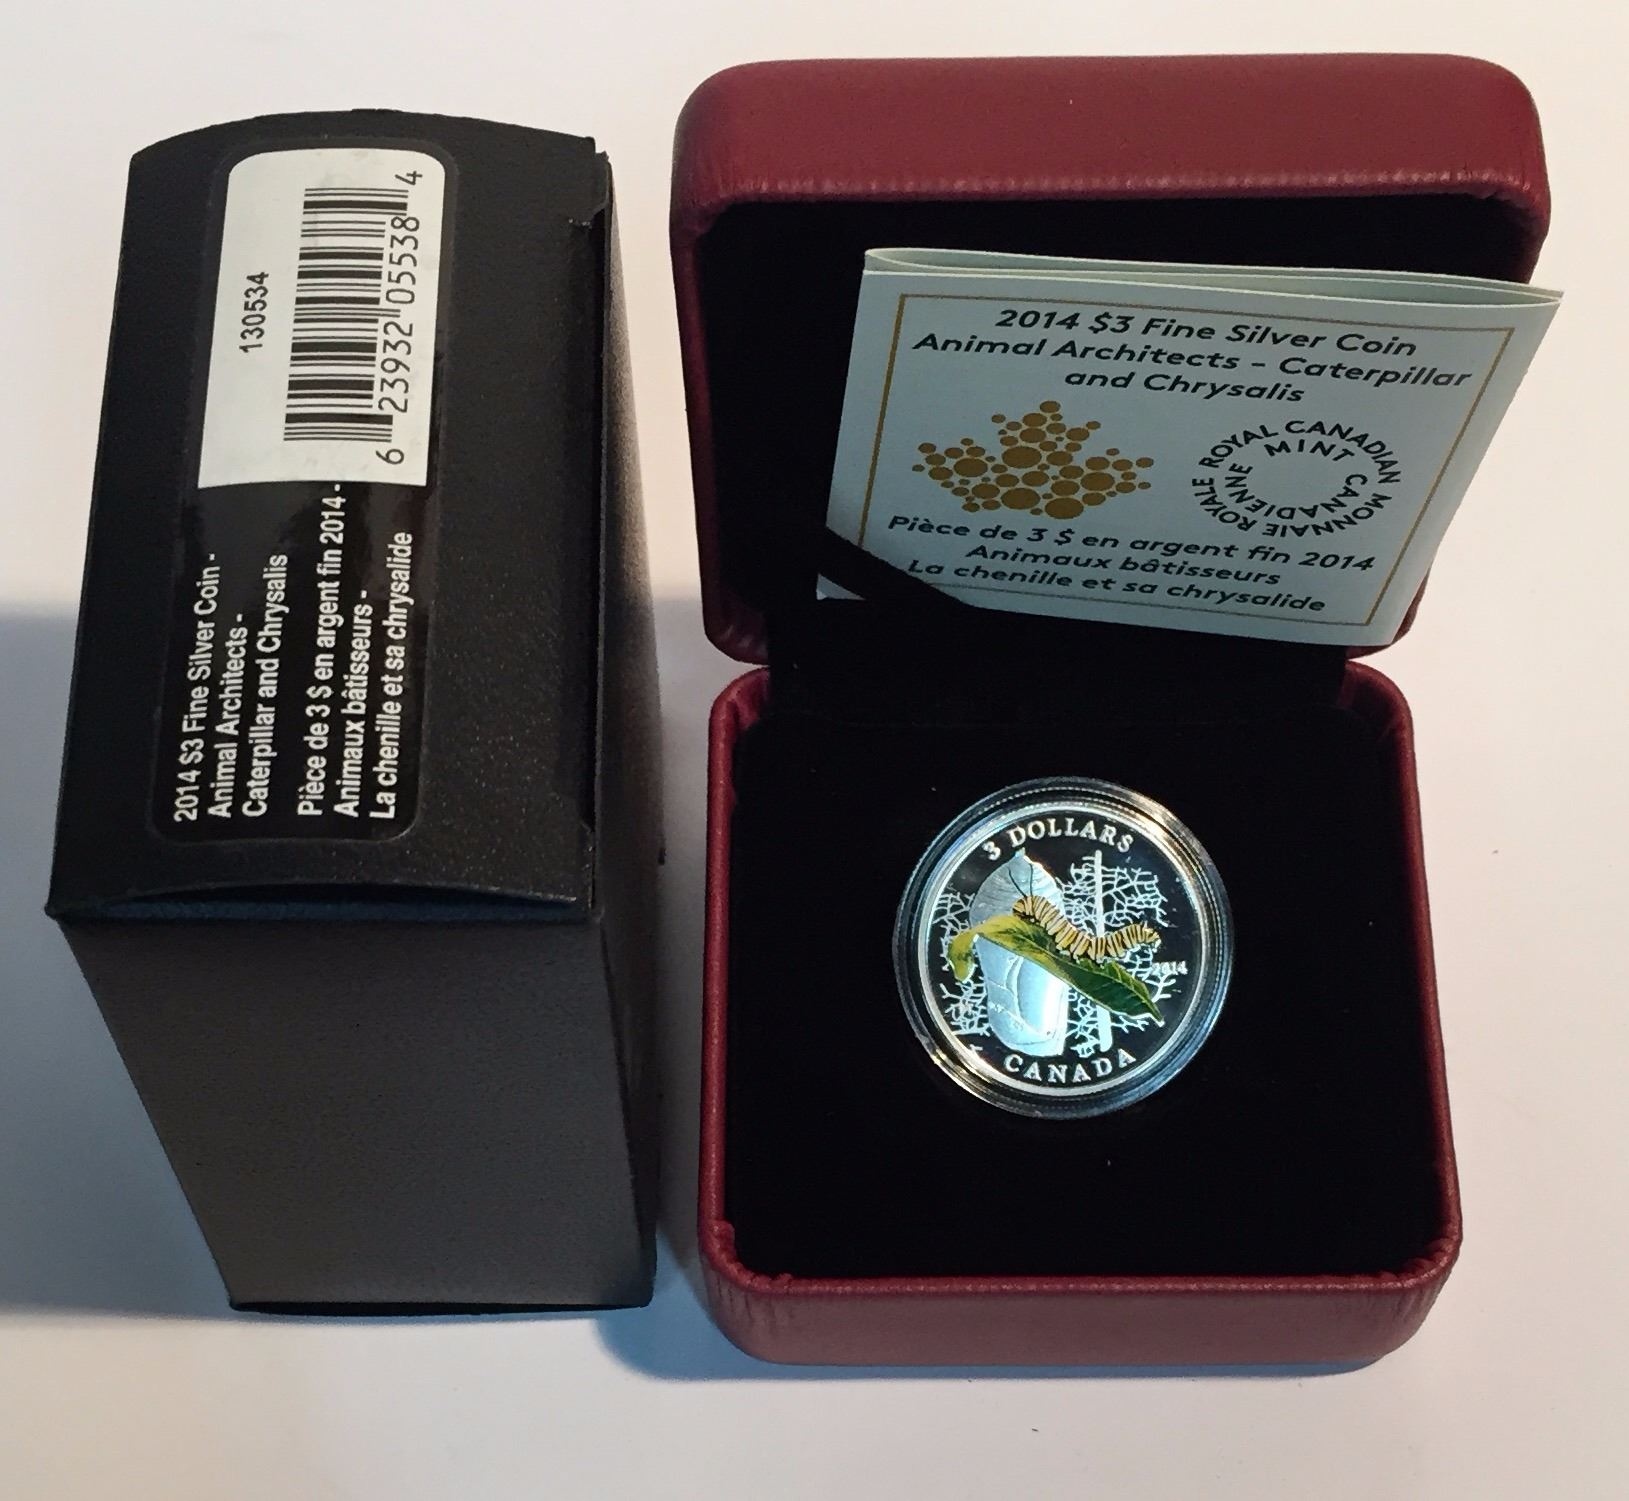 130534
6 23932 05538 4
2014 $3 Fine Silver Coin -
Animal Architects -
Caterpillar and Chrysalis
Pièce de 3 $ en argent fin 2014 -
Animaux bâtisseurs -
La chenille et sa chrysalide
2014 $3 Fine Silver Coin
Animal Architects – Caterpillar
and Chrysalis
ROYAL CANADIAN
MINT
MONNAIE ROYALE
CANADIENNE
Pièce de 3 $ en argent fin 2014
Animaux bâtisseurs
La chenille et sa chrysalide
3 DOLLARS
2014
CANADA